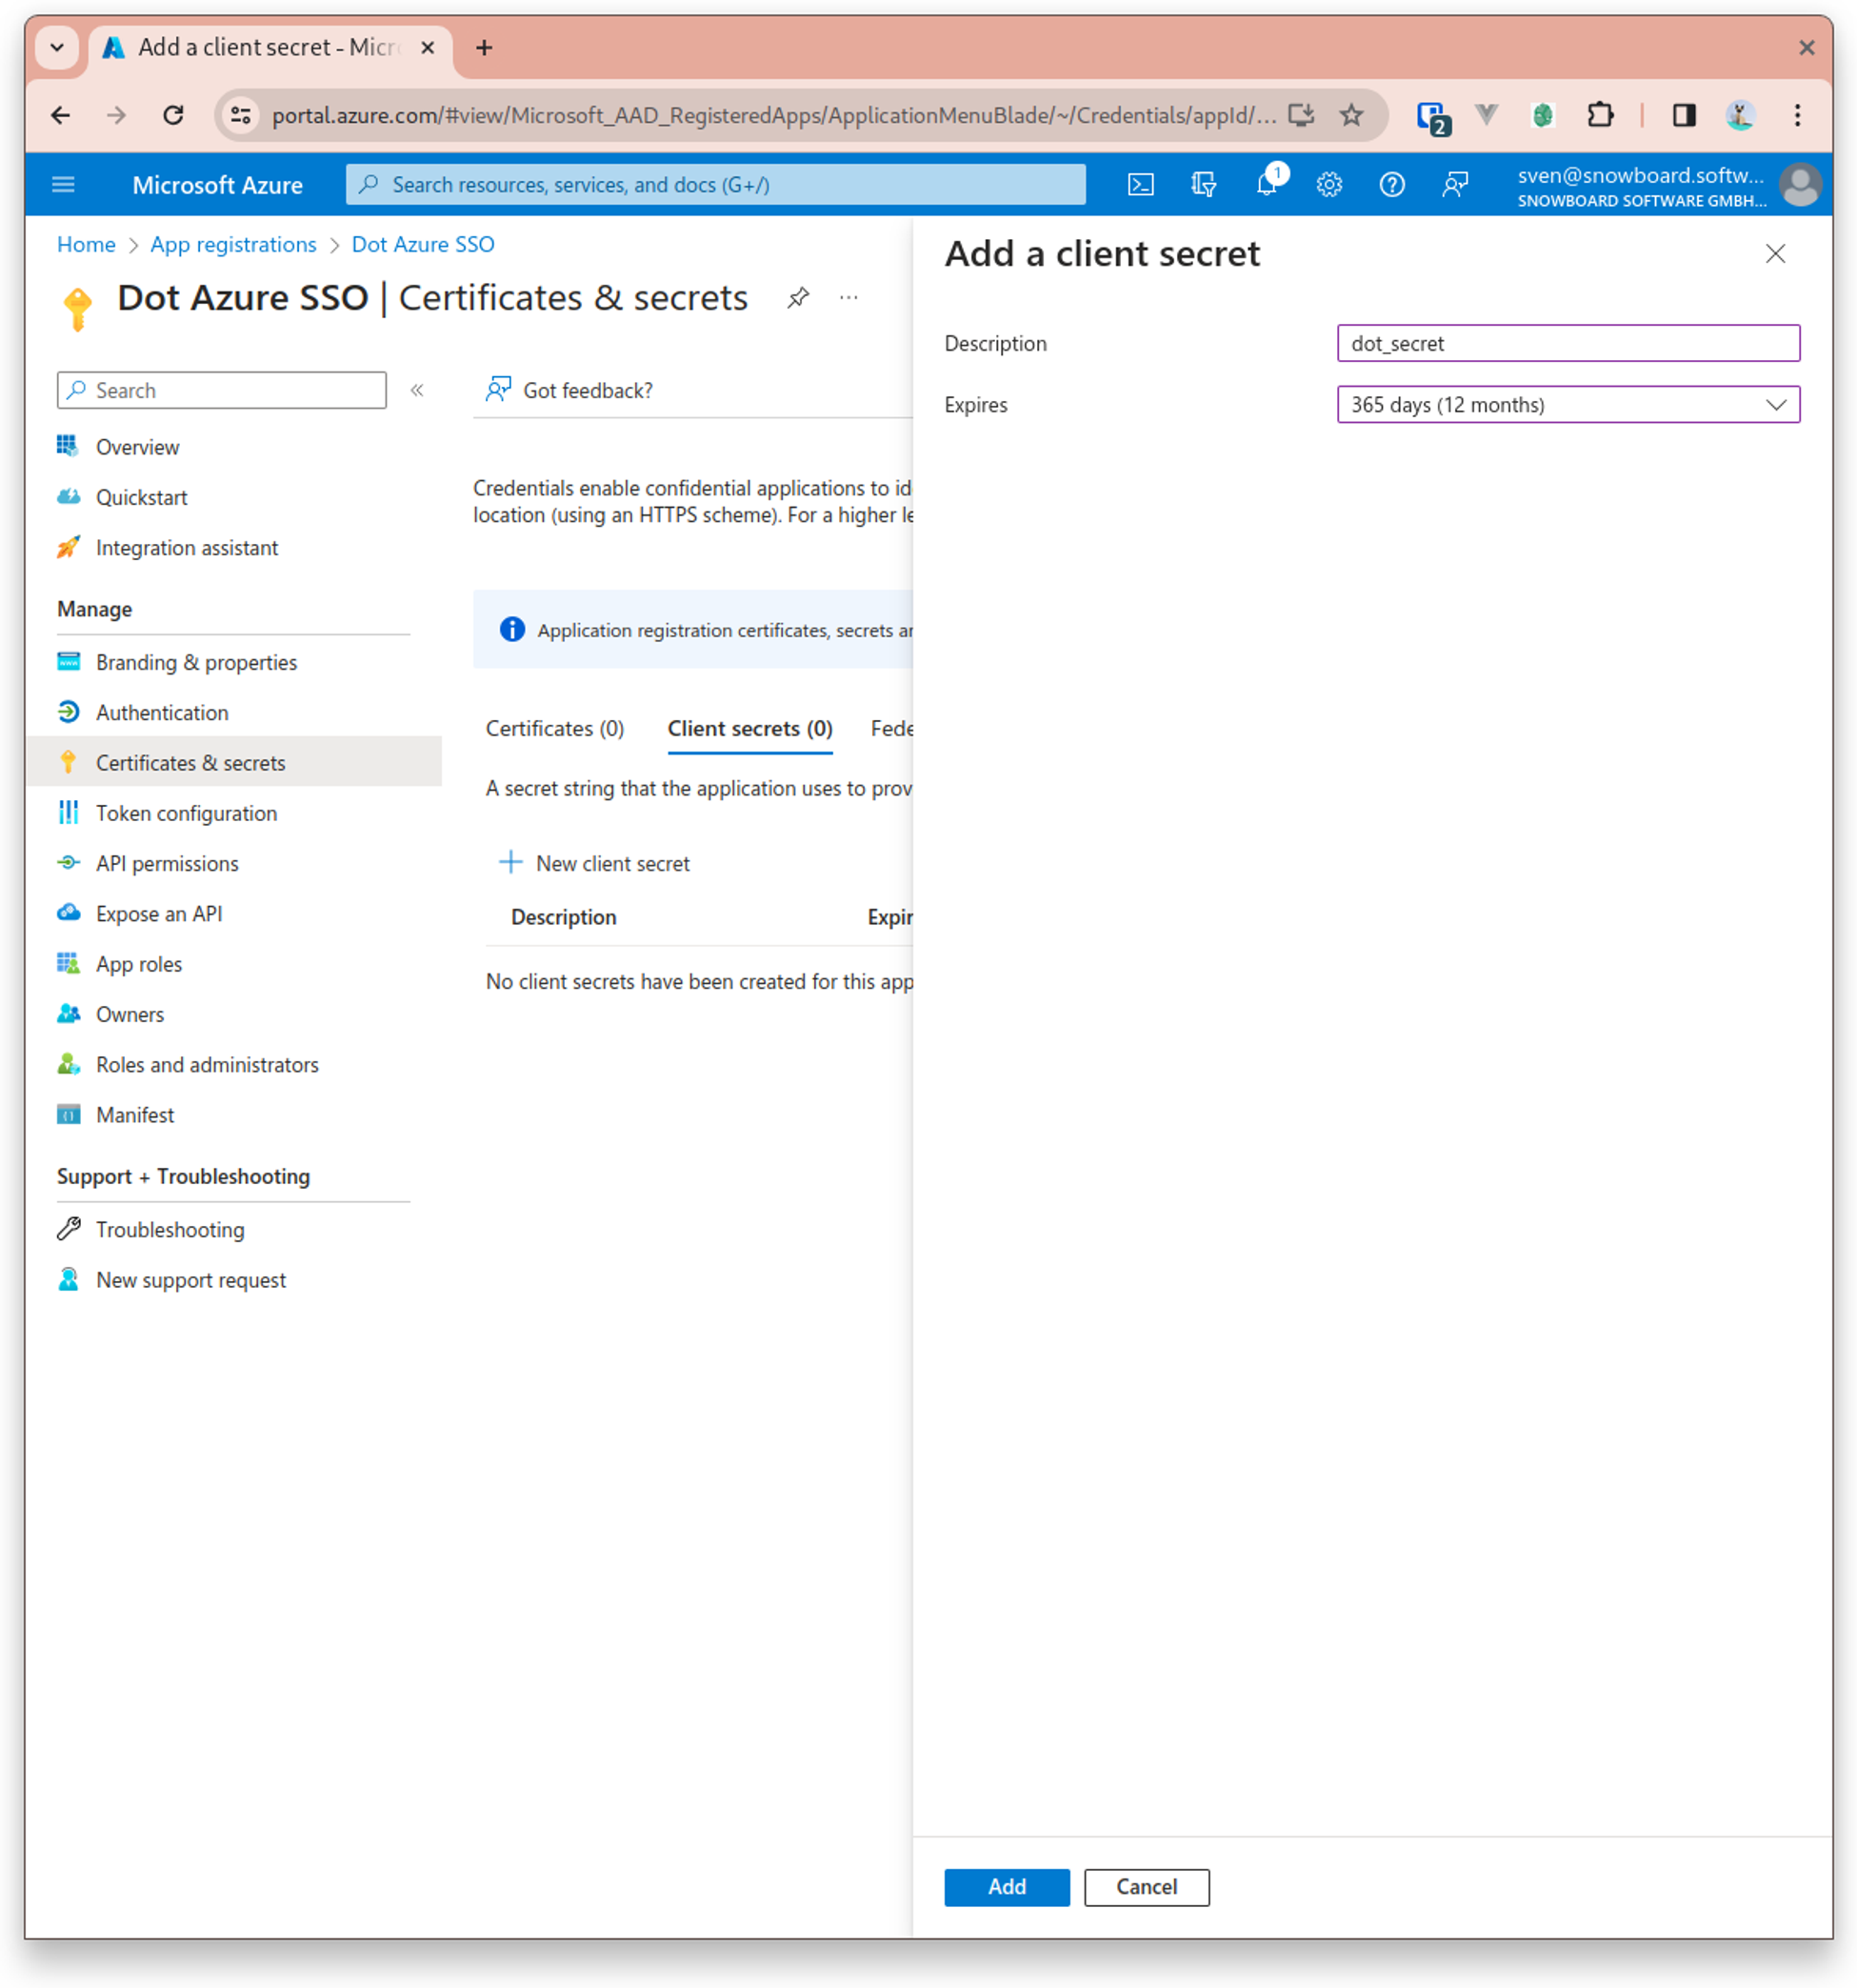 Add a client secret - Micr
portal.azure.com/#view/Microsoft_AAD_RegisteredApps/ApplicationMenuBlade/~/Credentials/appId/...
2
Microsoft Azure
Search resources, services, and docs (G+/)
1
sven@snowboard.softw...
SNOWBOARD SOFTWARE GMBH...
Home > App registrations > Dot Azure SSO
Dot Azure SSO | Certificates & secrets
Search
Got feedback?
Overview
Quickstart
Integration assistant
Manage
Branding & properties
Authentication
Certificates & secrets
Token configuration
API permissions
Expose an API
App roles
Owners
Roles and administrators
Manifest
Support + Troubleshooting
Troubleshooting
New support request
Credentials enable confidential applications to id
location (using an HTTPS scheme). For a higher le
Application registration certificates, secrets ar
Certificates (0) Client secrets (0) Fede
A secret string that the application uses to prov
New client secret
Description Expir
No client secrets have been created for this app
Add a client secret
Description dot_secret
Expires 365 days (12 months)
Add Cancel